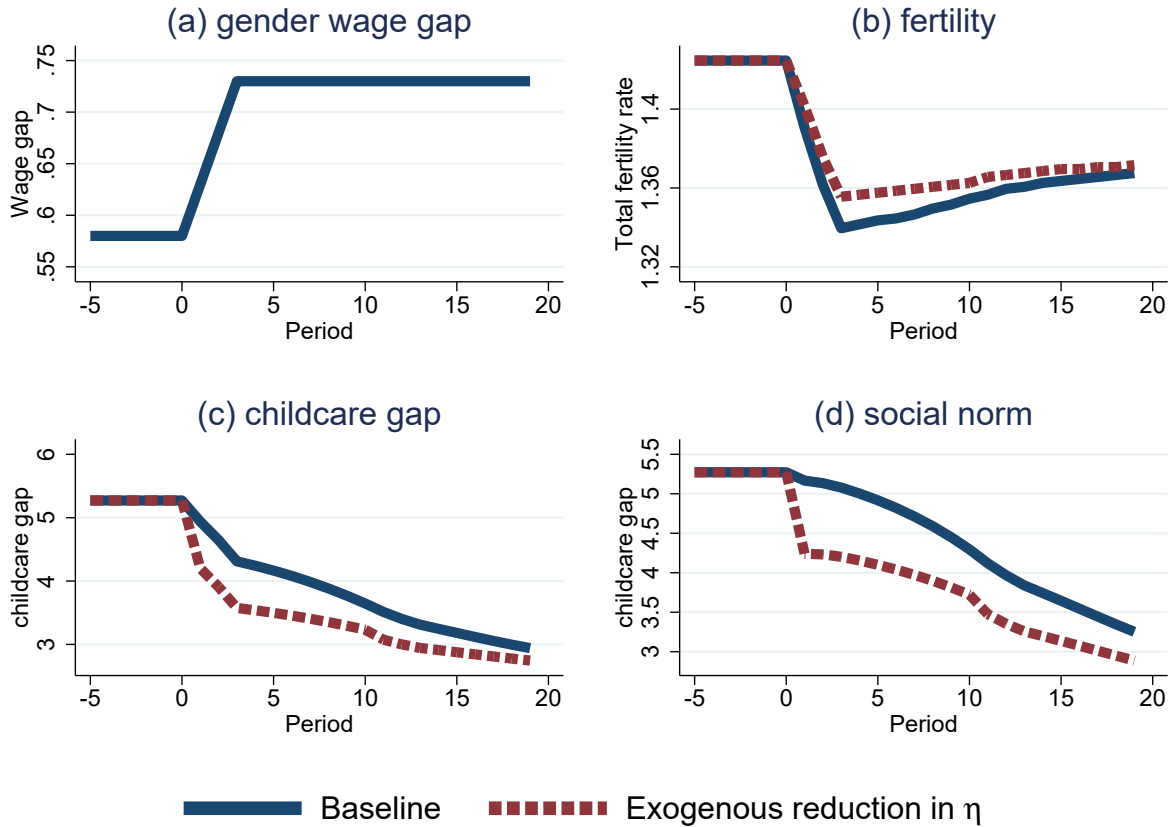 (a) gender wage gap
Wage gap
.75
.7
.65
.6
.55
-5 0 5 10 15 20
Period
(b) fertility
Total fertility rate
1.4
1.36
1.32
-5 0 5 10 15 20
Period
(c) childcare gap
childcare gap
6
5
4
3
-5 0 5 10 15 20
Period
(d) social norm
childcare gap
5.5
5
4.5
4
3.5
3
-5 0 5 10 15 20
Period
Baseline
Exogenous reduction in η